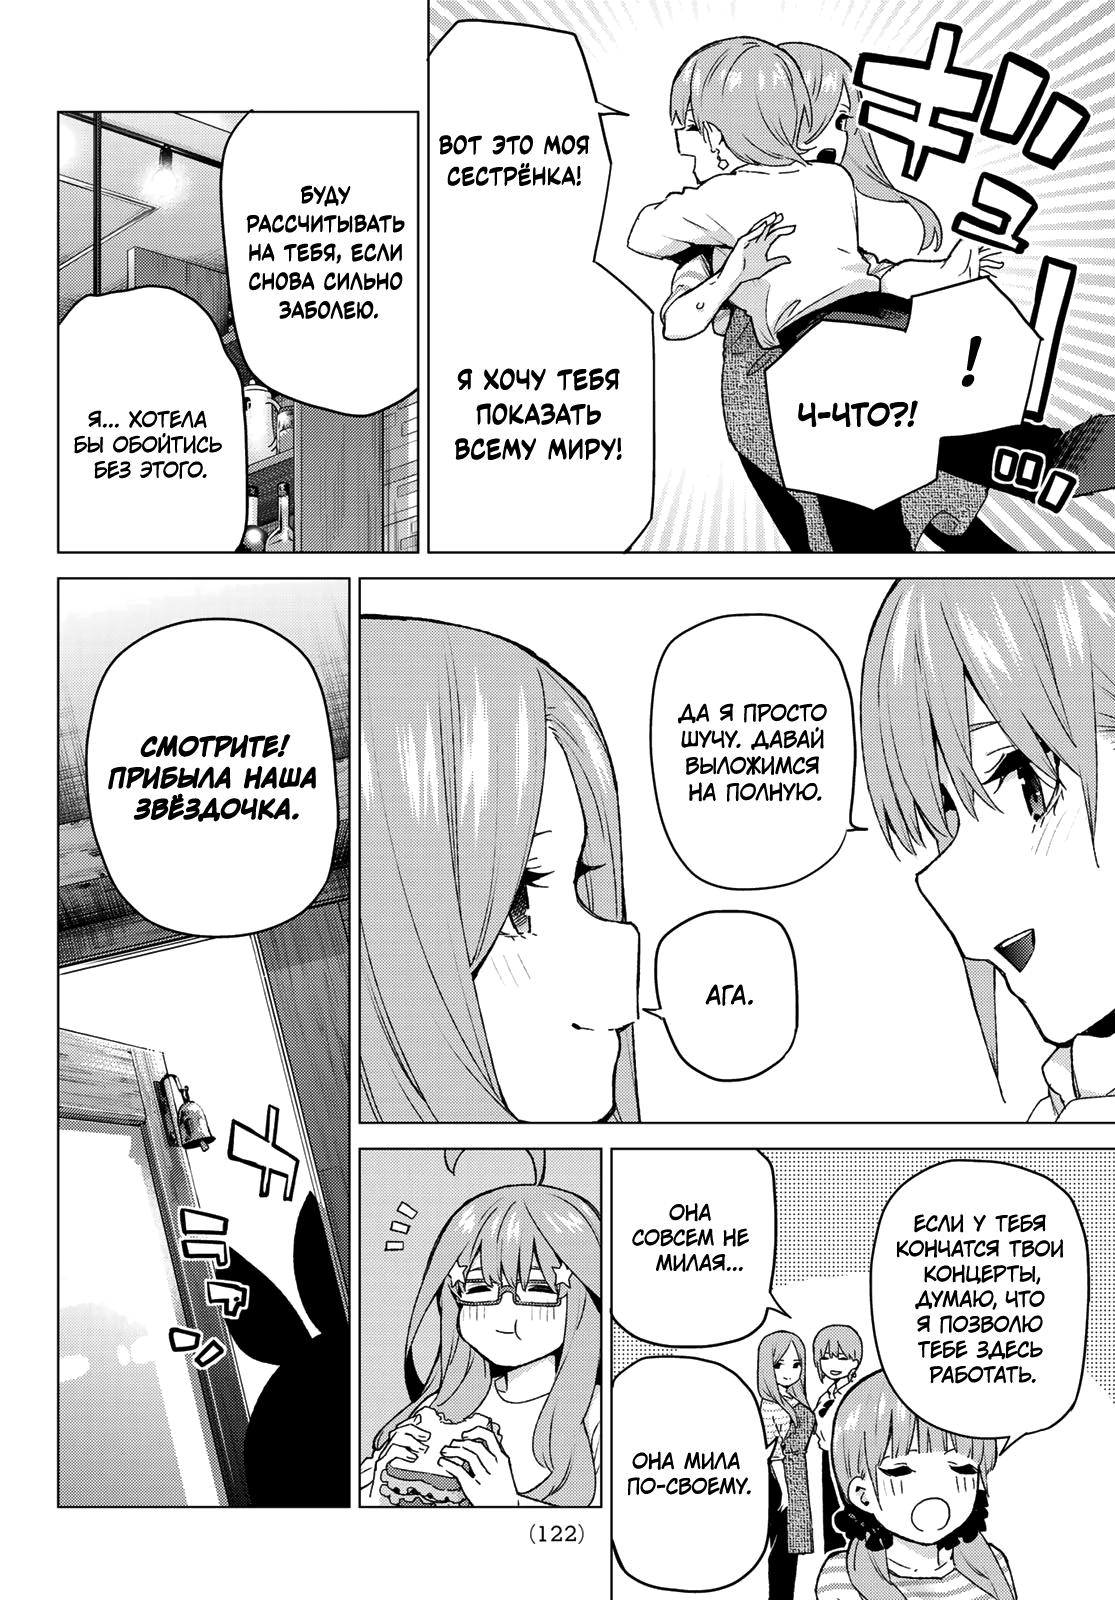 ギュ
ВОТ ЭТО МОЯ
СЕСТРЁНКА!
Я ХОЧУ ТЕБЯ
ПОКАЗАТЬ
ВСЕМУ МИРУ!
!
Ч-ЧТО?!
БУДУ
РАССЧИТЫВАТЬ
НА ТЕБЯ, ЕСЛИ
СНОВА СИЛЬНО
ЗАБОЛЕЮ.
Я... ХОТЕЛА
БЫ ОБОЙТИСЬ
БЕЗ ЭТОГО.
ДА Я ПРОСТО
ШУЧУ. ДАВАЙ
ВЫЛОЖИМСЯ
НА ПОЛНУЮ.
АГА.
СМОТРИТЕ!
ПРИБЫЛА НАША
ЗВЁЗДОЧКА.
ЕСЛИ У ТЕБЯ
КОНЧАТСЯ ТВОИ
КОНЦЕРТЫ,
ДУМАЮ, ЧТО
Я ПОЗВОЛЮ
ТЕБЕ ЗДЕСЬ
РАБОТАТЬ.
ОНА
СОВСЕМ НЕ
МИЛАЯ...
ОНА МИЛА
ПО-СВОЕМУ.
(122)